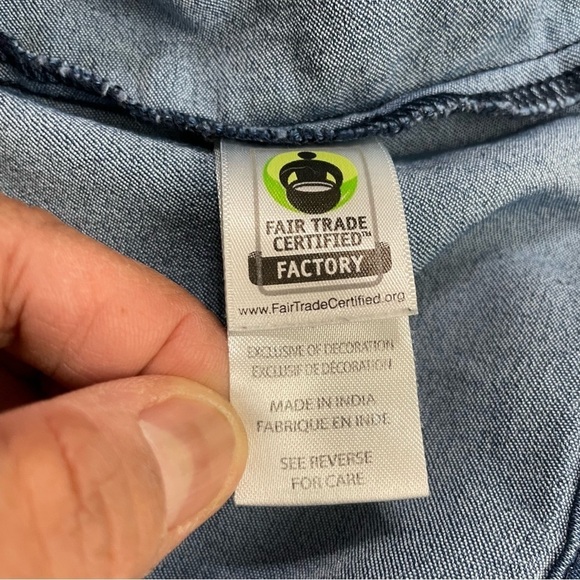 FAIR TRADE
CERTIFIED™
FACTORY
www.FairTradeCertified.org
EXCLUSIVE OF DECORATION
EXCLUSIF DE DÉCORATION
MADE IN INDIA
FABRIQUE EN INDE
SEE REVERSE
FOR CARE